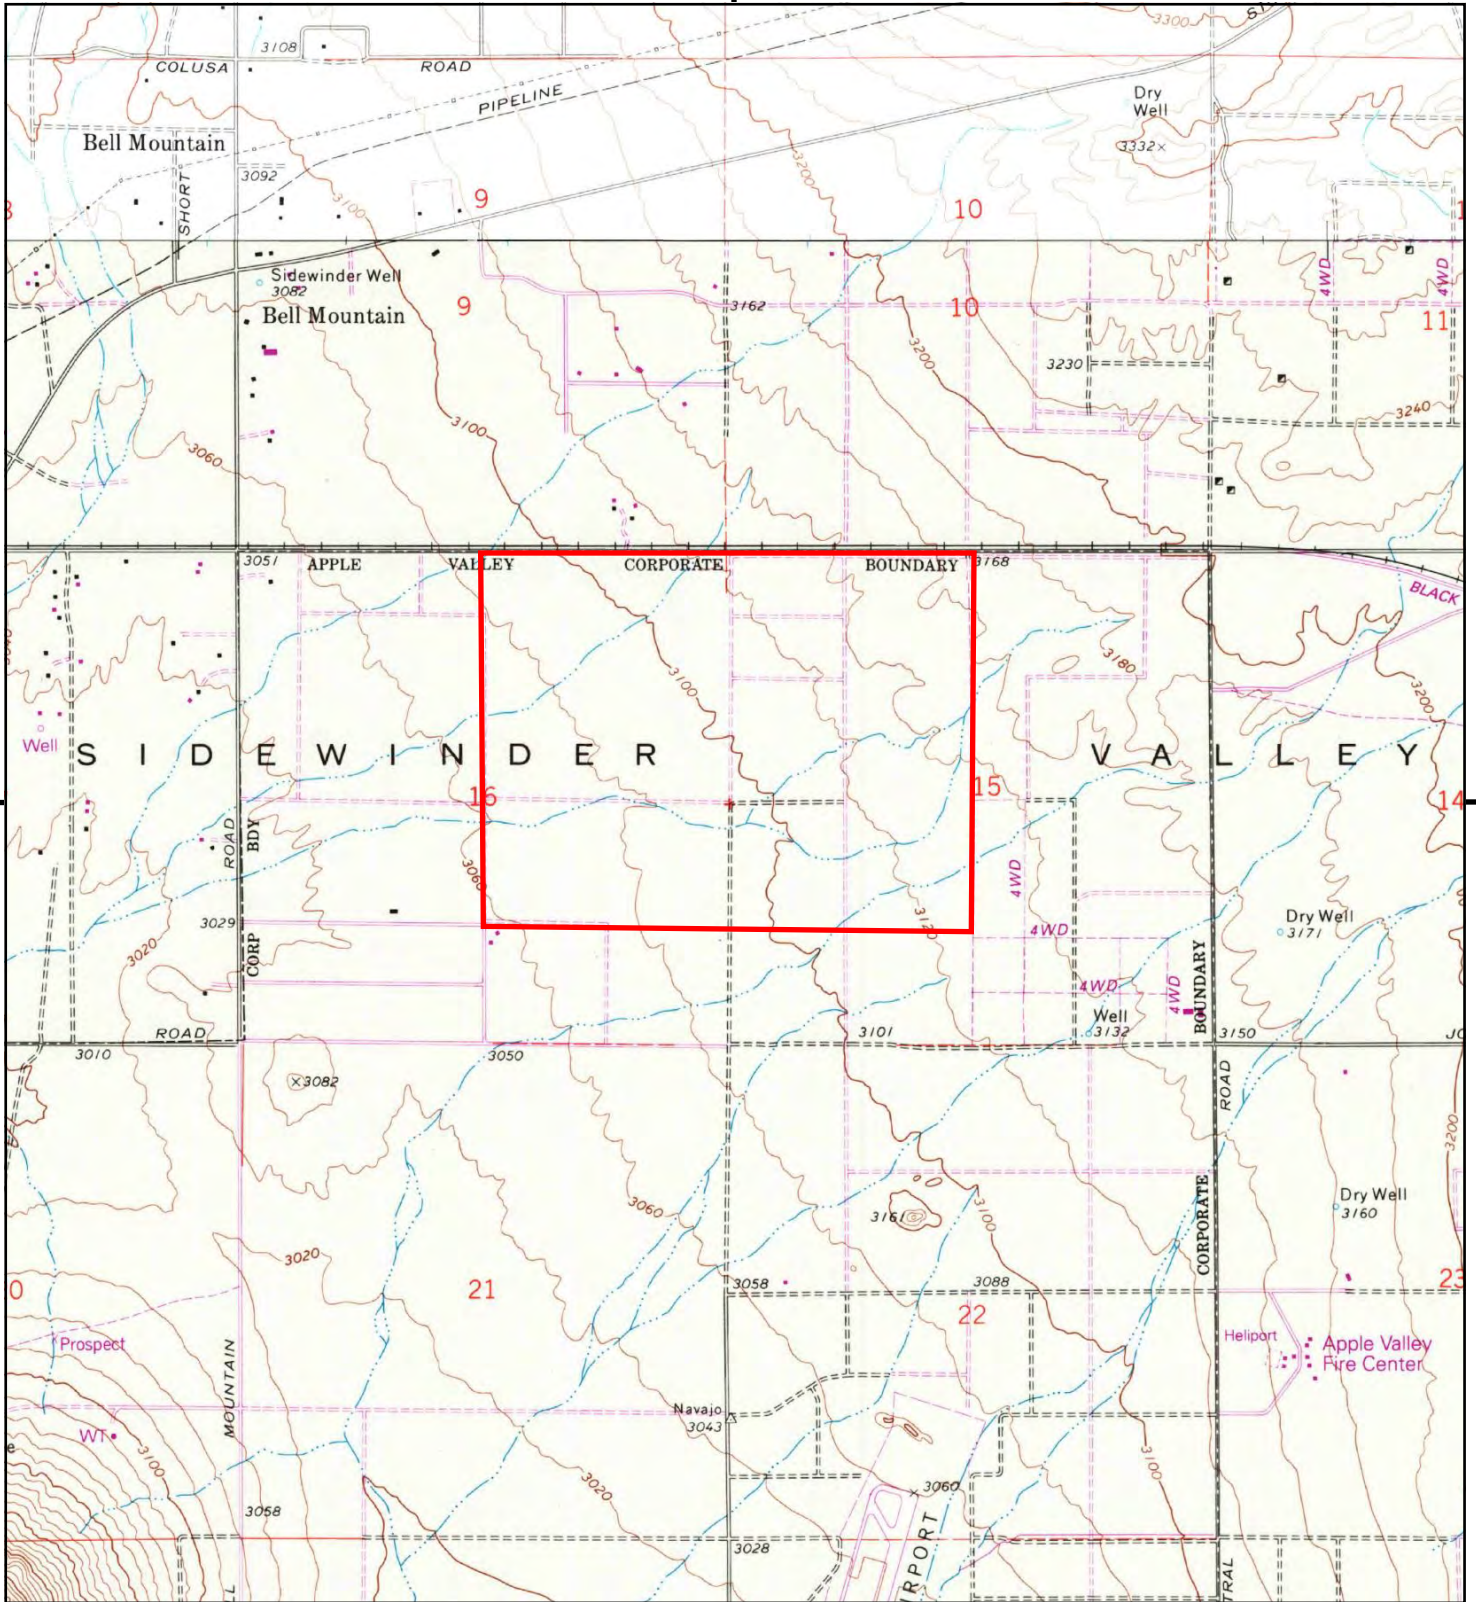 3108
3300
COLUSA
ROAD
PIPELINE
Dry
Well
Bell Mountain
3332
3200
SHORT
3092
3100
9
10
Sidewinder Well
3082
Bell Mountain
9
3162
10
11
4WD
4WD
3200
3230
3240
3100
3060
3051
APPLE VALLEY CORPORATE BOUNDARY
3168
BLACK
3180
3100
3200
Well
SIDEWINDER VALLEY
16
15
14
ROAD
BDY
3060
4WD
3120
Dry Well
3171
3029
4WD
3020
CORP
4WD
4WD
BOUNDARY
Well
3132
ROAD
3101
3150
3010
3050
3082
ROAD
3200
3060
3161
3100
CORPORATE
Dry Well
3160
3020
21
3058
3088
22
23
Prospect
Heliport
Apple Valley
Fire Center
MOUNTAIN
Navajo
3043
WT
3100
3020
3060
3100
3058
3028